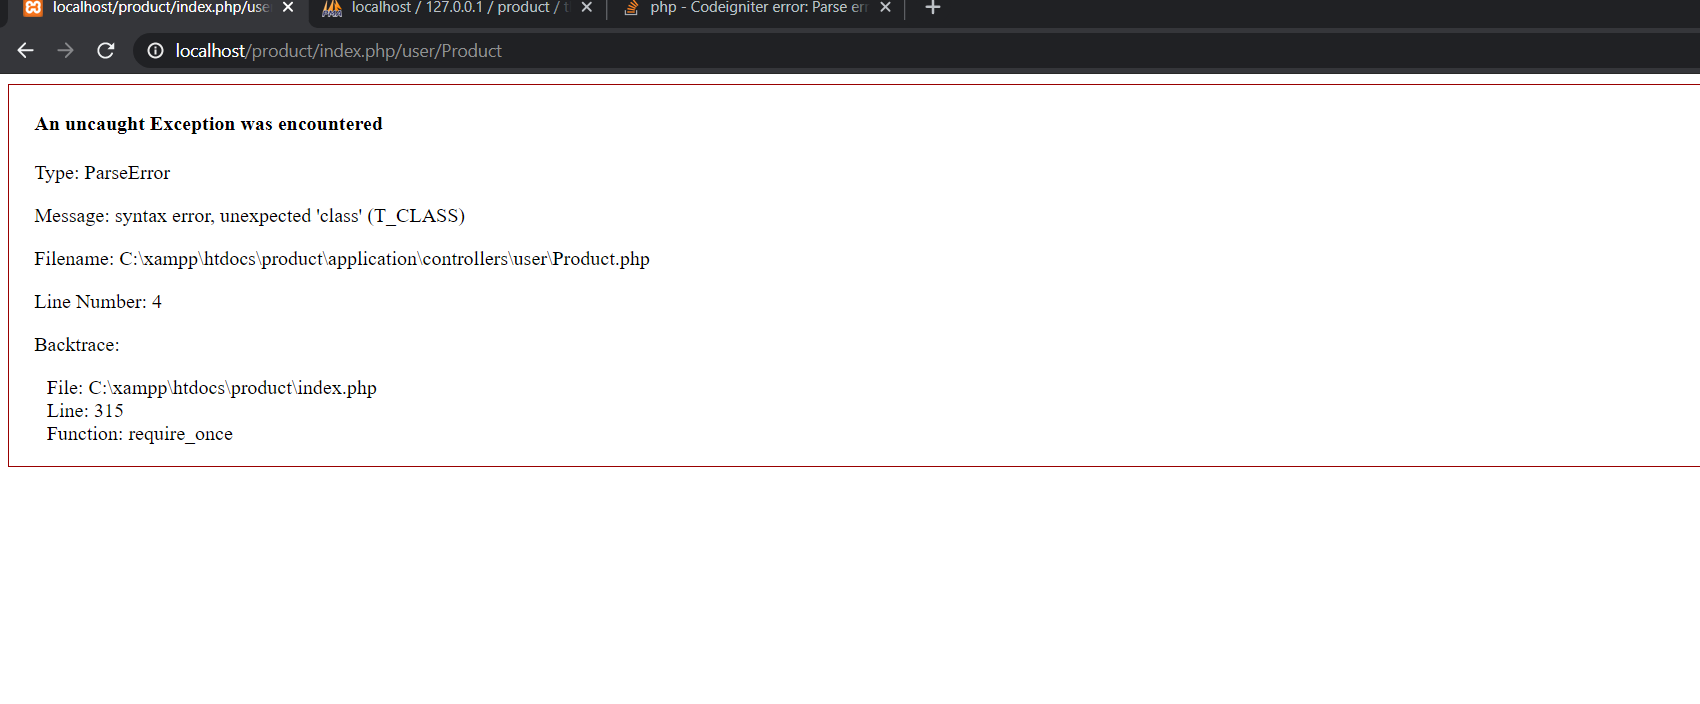 localhost/product/index.php/use
localhost / 127.0.0.1 / product /
php - Codeigniter error: Parse err
localhost/product/index.php/user/Product
An uncaught Exception was encountered
Type: ParseError
Message: syntax error, unexpected 'class' (T_CLASS)
Filename: C:\xampp\htdocs\product\application\controllers\user\Product.php
Line Number: 4
Backtrace:
File: C:\xampp\htdocs\product\index.php
Line: 315
Function: require_once